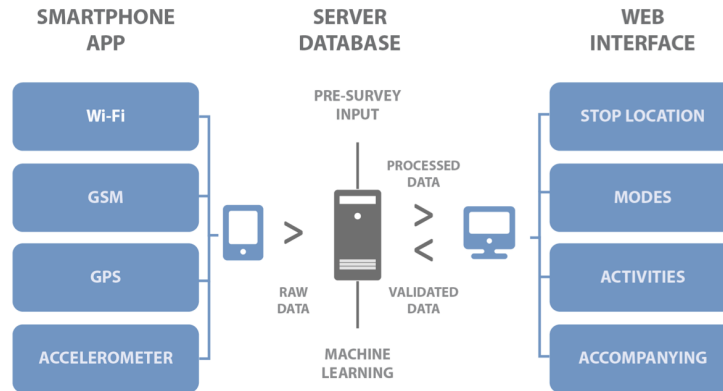 SMARTPHONE
APP
SERVER
DATABASE
WEB
INTERFACE
Wi-Fi
GSM
GPS
ACCELEROMETER
RAW
DATA
PRE-SURVEY
INPUT
MACHINE
LEARNING
PROCESSED
DATA
>
>
<
VALIDATED
DATA
STOP LOCATION
MODES
ACTIVITIES
ACCOMPANYING